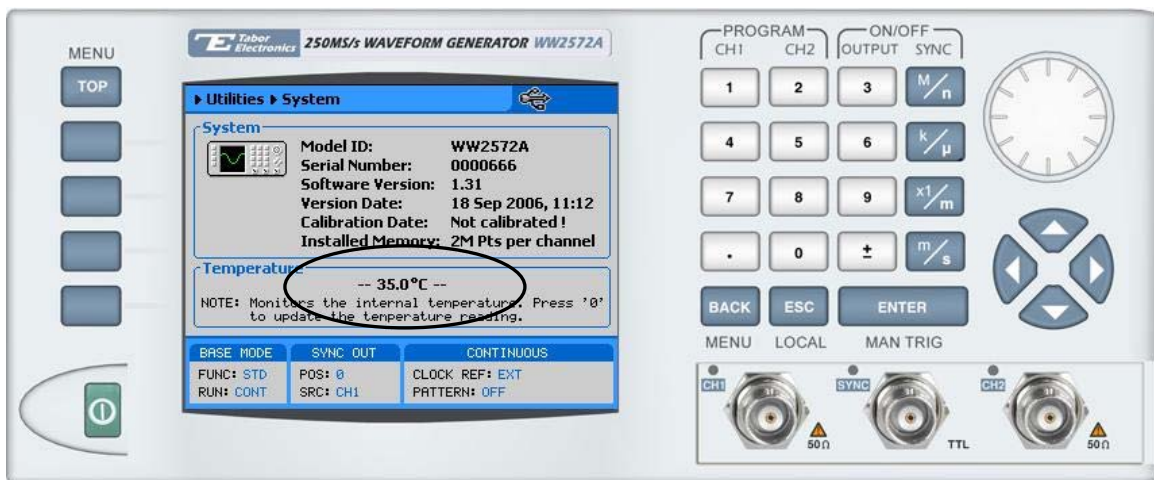 MENU
TOP
Tabor Electronics 250MS/s WAVEFORM GENERATOR WW2572A
Utilities System
System
Model ID: WW2572A
Serial Number: 0000666
Software Version: 1.31
Version Date: 18 Sep 2006, 11:12
Calibration Date: Not calibrated !
Installed Memory: 2M Pts per channel
Temperature
-- 35.0°C --
NOTE: Monitors the internal temperature. Press '0'
to update the temperature reading.
BASE MODE SYNC OUT CONTINUOUS
FUNC: STD POS: 0 CLOCK REF: EXT
RUN: CONT SRC: CH1 PATTERN: OFF
PROGRAM ON/OFF
CH1 CH2 OUTPUT SYNC
1 2 3 M/n
4 5 6 k/µ
7 8 9 x1/m
. 0 ± m/s
BACK ESC ENTER
MENU LOCAL MAN TRIG
CH1 SYNC CH2
50Ω TTL 50Ω